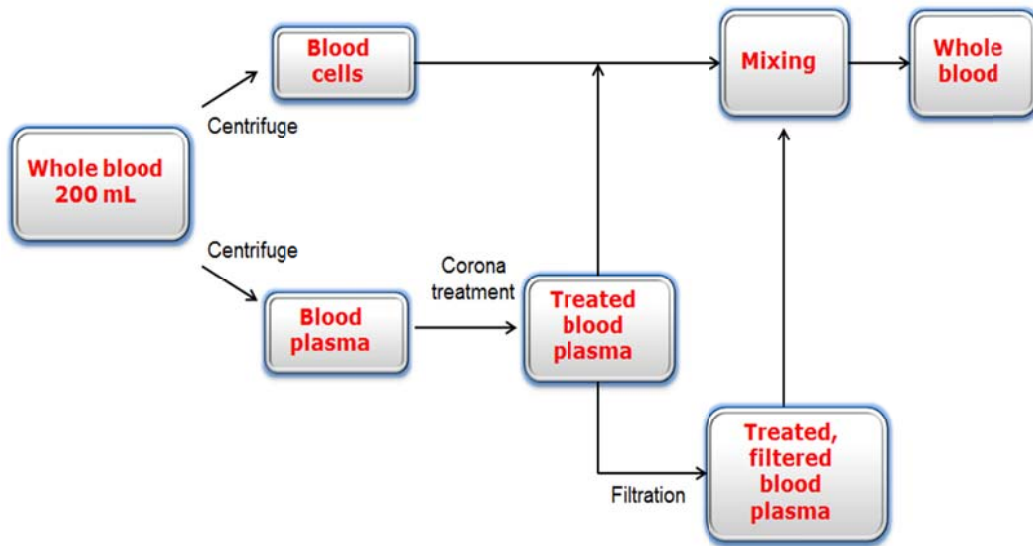 Blood
cells
Mixing
Whole
blood
Centrifuge
Whole blood
200 mL
Centrifuge
Corona
treatment
Blood
plasma
Treated
blood
plasma
Treated,
filtered
blood
plasma
Filtration